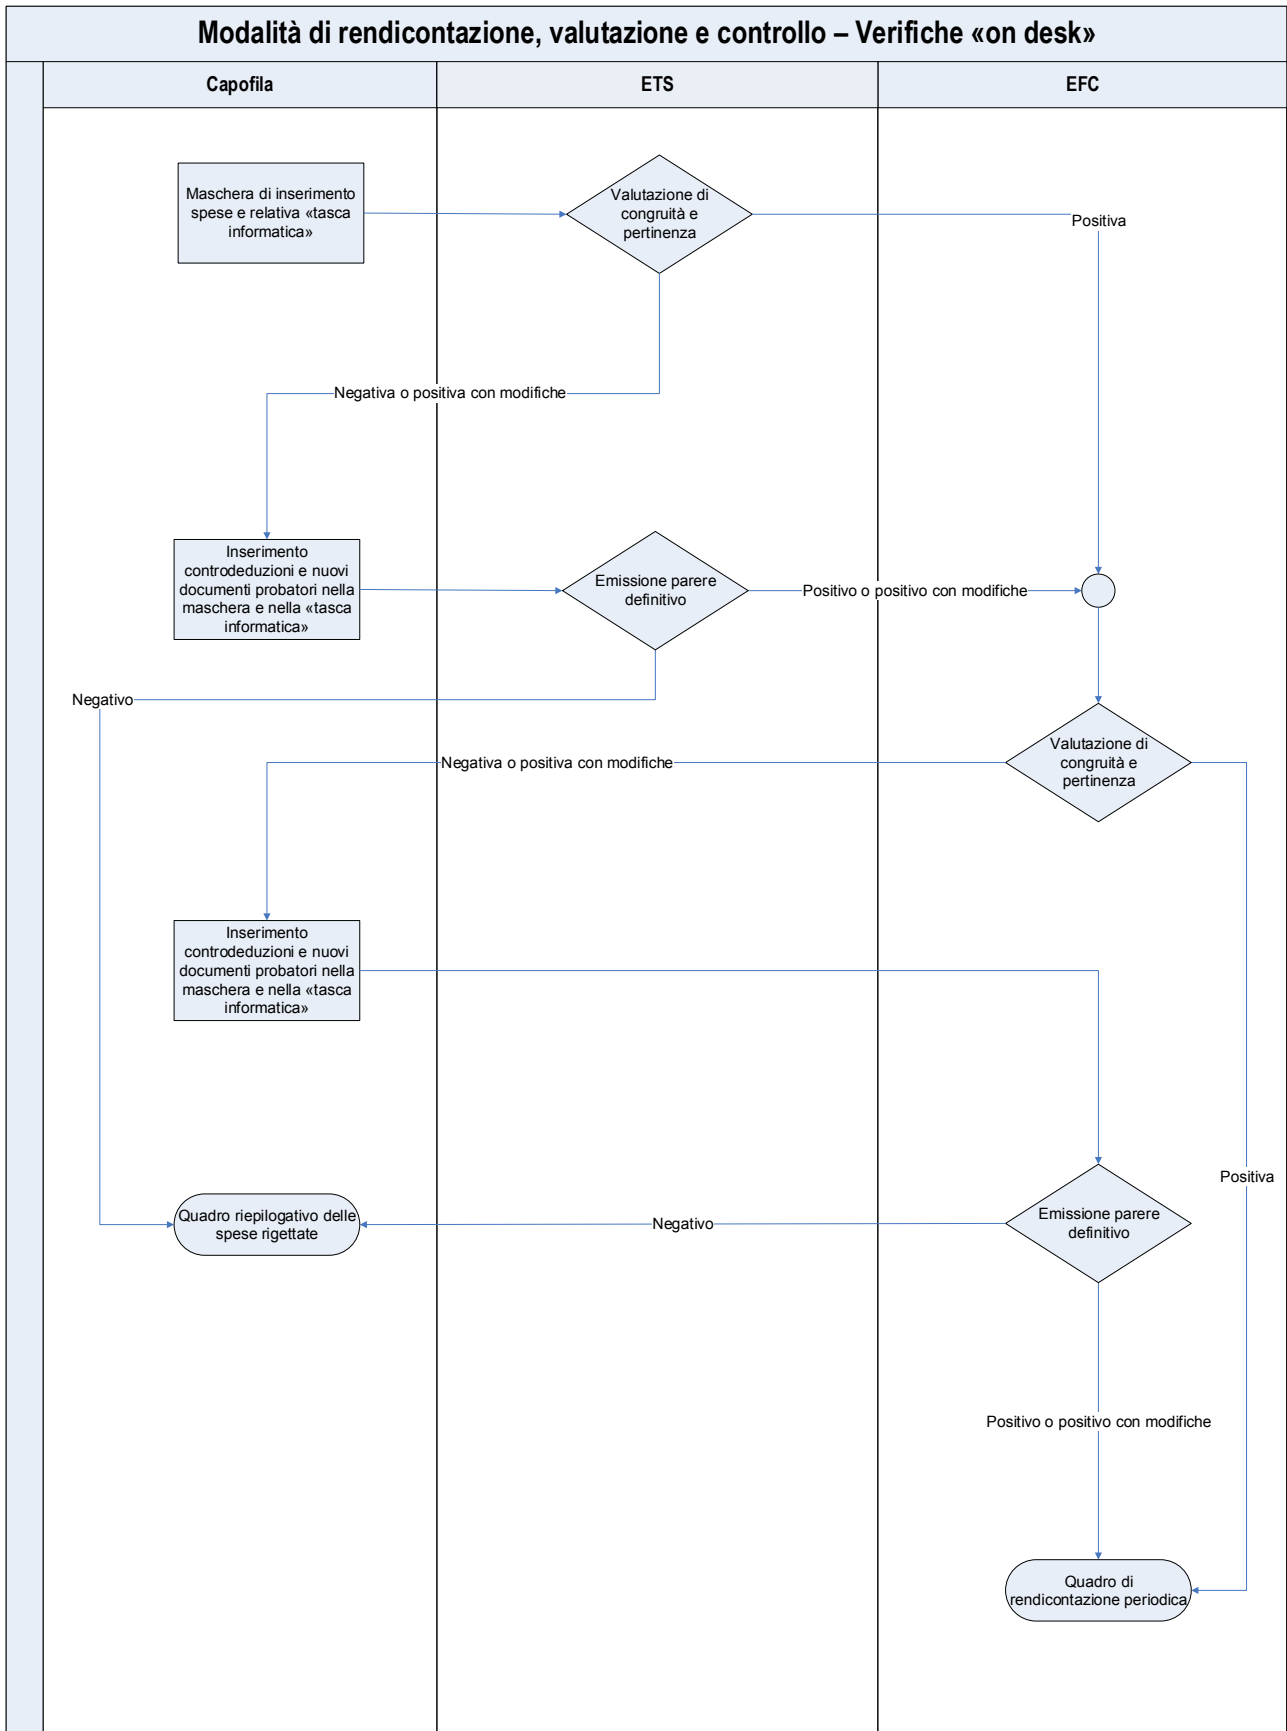 Modalità di rendicontazione, valutazione e controllo – Verifiche «on desk»
Capofila
ETS
EFC
Maschera di inserimento
spese e relativa «tasca
informatica»
Valutazione di
congruità e
pertinenza
Positiva
Negativa o positiva con modifiche
Inserimento
controdeduzioni e nuovi
documenti probatori nella
maschera e nella «tasca
informatica»
Emissione parere
definitivo
Positivo o positivo con modifiche
Negativo
Valutazione di
congruità e
pertinenza
Negativa o positiva con modifiche
Inserimento
controdeduzioni e nuovi
documenti probatori nella
maschera e nella «tasca
informatica»
Positiva
Quadro riepilogativo delle
spese rigettate
Negativo
Emissione parere
definitivo
Positivo o positivo con modifiche
Quadro di
rendicontazione periodica